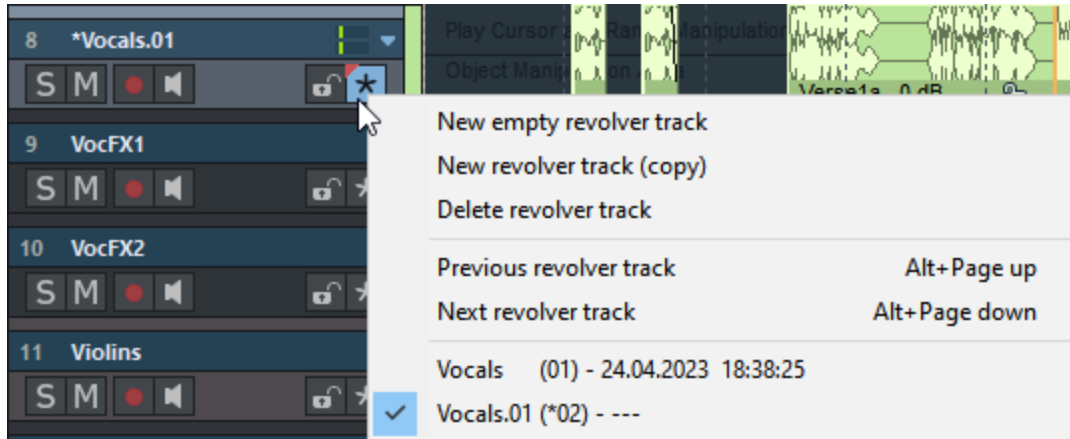 8 *Vocals.01
Play Cursor
Range Manipulation
Object Manip
S M
Verse1a 0 dB
New empty revolver track
9 VocFX1
New revolver track (copy)
S M
Delete revolver track
10 VocFX2
Previous revolver track Alt+Page up
S M
Next revolver track Alt+Page down
11 Violins
Vocals (01) - 24.04.2023 18:38:25
S M
Vocals.01 (*02) - ---